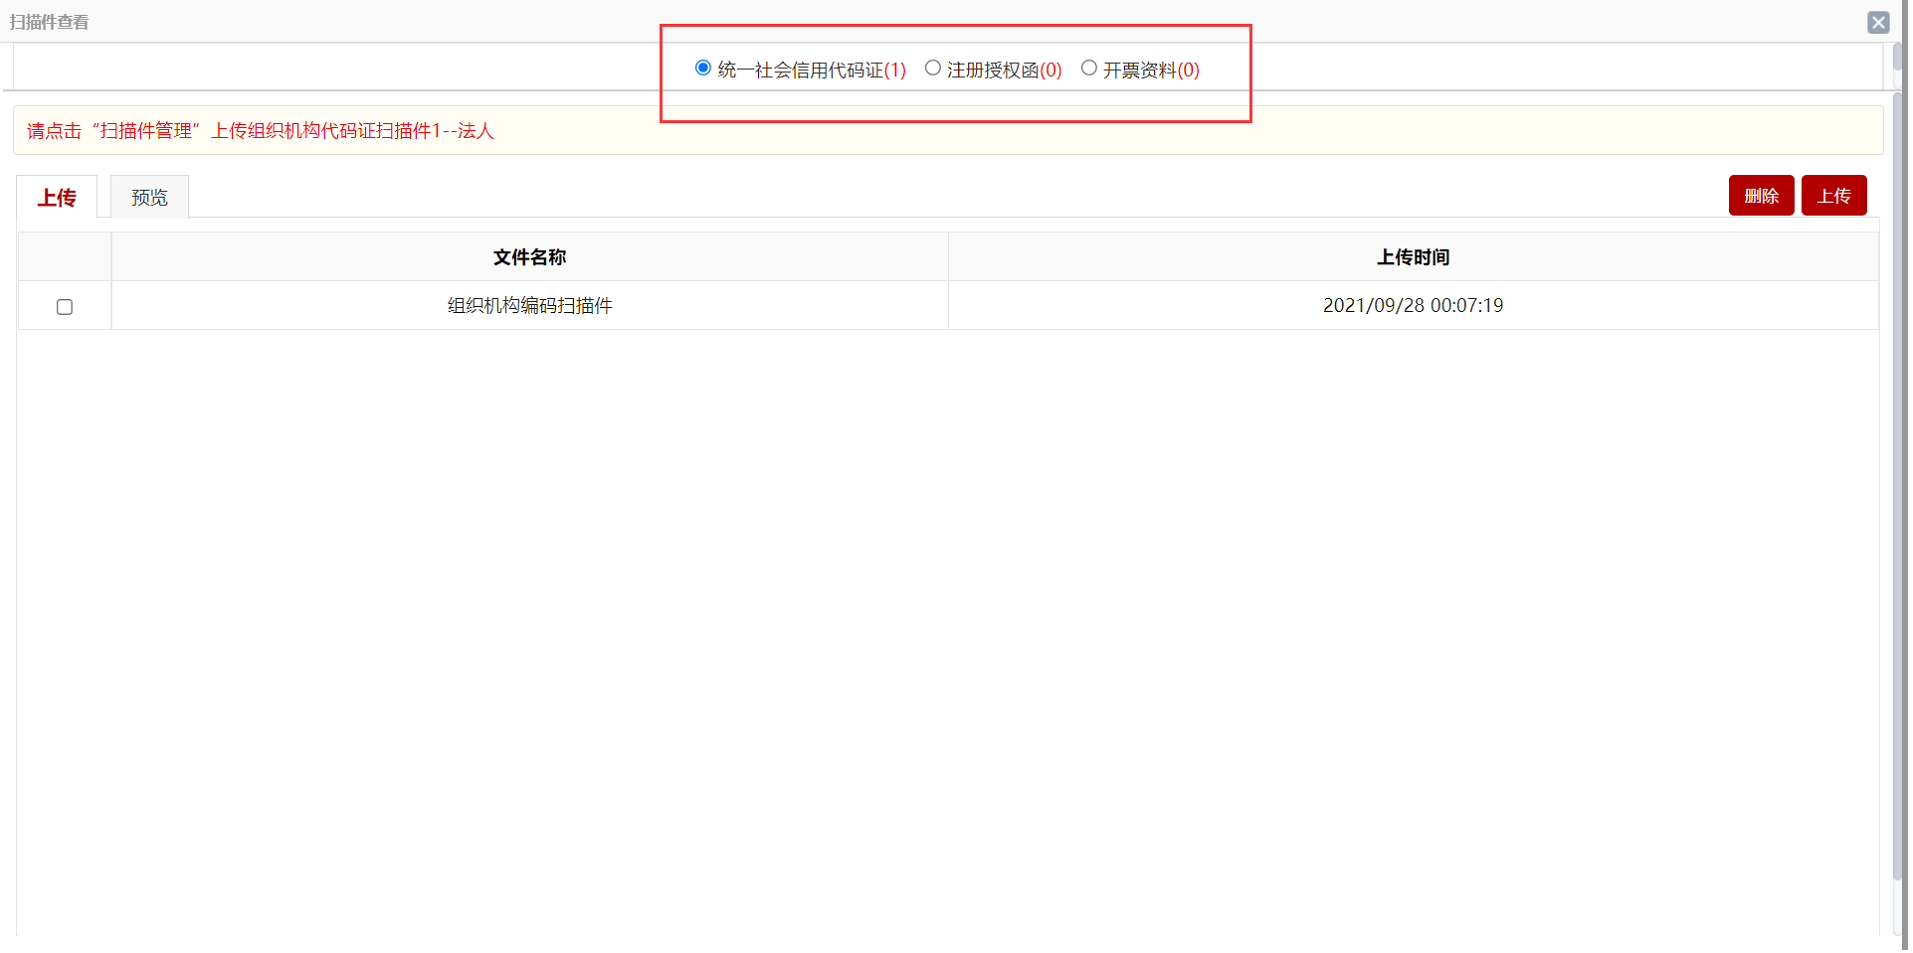 扫描件查看
统一社会信用代码证(1) 注册授权函(0) 开票资料(0)
请点击“扫描件管理”上传组织机构代码证扫描件1--法人
上传 预览 删除 上传
文件名称 上传时间
组织机构编码扫描件 2021/09/28 00:07:19